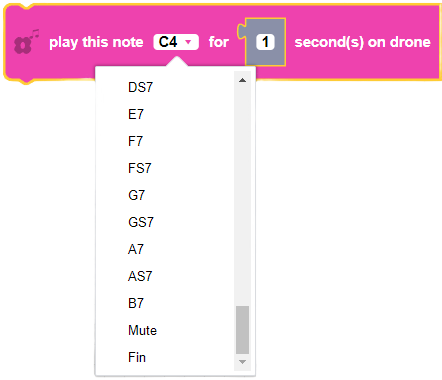 play this note C4 for 1 second(s) on drone
DS7
E7
F7
FS7
G7
GS7
A7
AS7
B7
Mute
Fin